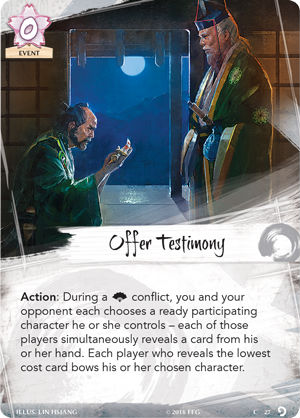 0
EVENT
Offer Testimony
Action: During a conflict, you and your
opponent each chooses a ready participating
character he or she controls – each of those
players simultaneously reveals a card from his
or her hand. Each player who reveals the lowest
cost card bows his or her chosen character.
ILLUS. LIN HSIANG
©2018 FFG
C 27